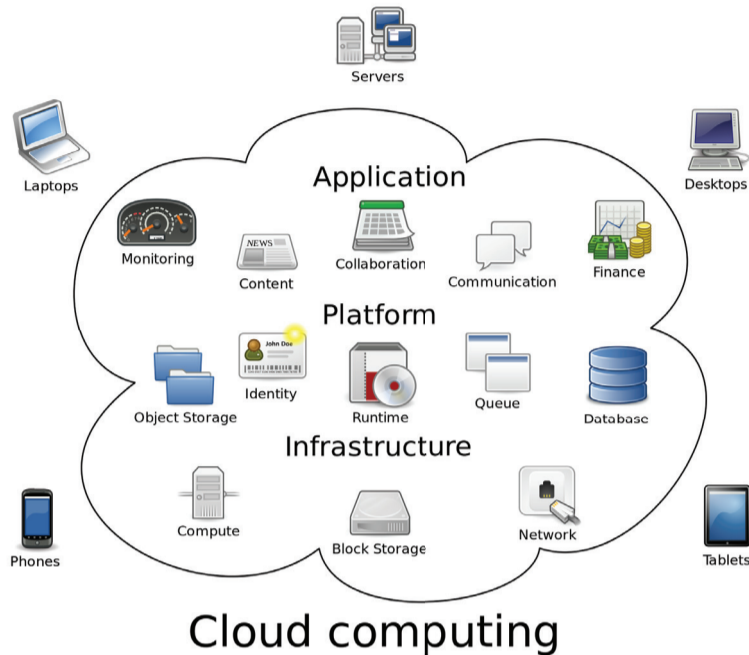 Servers
Laptops
Desktops
Application
Monitoring
NEWS
Content
Collaboration
Communication
Finance
Platform
Object Storage
John Doe
Identity
Runtime
Queue
Database
Infrastructure
Compute
Block Storage
Network
Phones
Tablets
Cloud computing